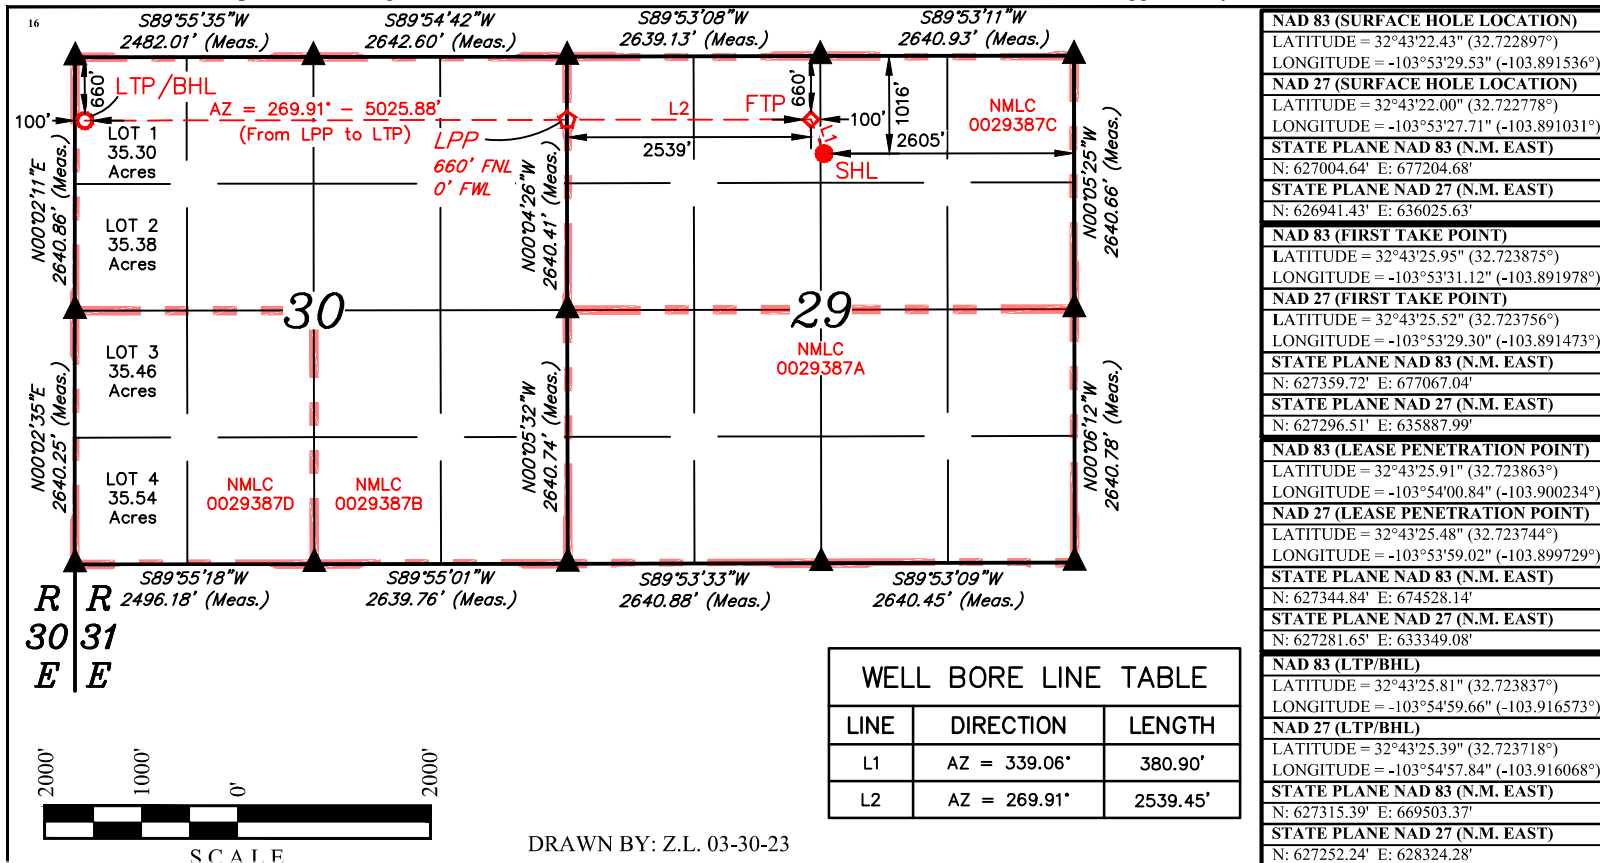 16
S89°55'35"W
2482.01' (Meas.)
S89°54'42"W
2642.60' (Meas.)
S89°53'08"W
2639.13' (Meas.)
S89°53'11"W
2640.93' (Meas.)
660'
LTP/BHL
100'
AZ = 269.91° - 5025.88'
(From LPP to LTP)
LPP
660' FNL
0' FWL
L2
FTP
660'
100'
1016'
2539'
2605'
L1
SHL
NMLC
0029387C
LOT 1
35.30
Acres
LOT 2
35.38
Acres
LOT 3
35.46
Acres
LOT 4
35.54
Acres
N00°02'11"E
2640.86' (Meas.)
N00°04'26"W
2640.41' (Meas.)
N00°05'25"W
2640.66' (Meas.)
30
29
NMLC
0029387A
N00°02'35"E
2640.25' (Meas.)
N00°05'32"W
2640.74' (Meas.)
N00°06'12"W
2640.78' (Meas.)
NMLC
0029387D
NMLC
0029387B
S89°55'18"W
2496.18' (Meas.)
S89°55'01"W
2639.76' (Meas.)
S89°53'33"W
2640.88' (Meas.)
S89°53'09"W
2640.45' (Meas.)
R R
30 31
E E
WELL BORE LINE TABLE
LINE DIRECTION LENGTH
L1 AZ = 339.06° 380.90'
L2 AZ = 269.91° 2539.45'
2000' 1000' 0' 2000'
SCALE
DRAWN BY: Z.L. 03-30-23
NAD 83 (SURFACE HOLE LOCATION)
LATITUDE = 32°43'22.43" (32.722897°)
LONGITUDE = -103°53'29.53" (-103.891536°)
NAD 27 (SURFACE HOLE LOCATION)
LATITUDE = 32°43'22.00" (32.722778°)
LONGITUDE = -103°53'27.71" (-103.891031°)
STATE PLANE NAD 83 (N.M. EAST)
N: 627004.64' E: 677204.68'
STATE PLANE NAD 27 (N.M. EAST)
N: 626941.43' E: 636025.63'
NAD 83 (FIRST TAKE POINT)
LATITUDE = 32°43'25.95" (32.723875°)
LONGITUDE = -103°53'31.12" (-103.891978°)
NAD 27 (FIRST TAKE POINT)
LATITUDE = 32°43'25.52" (32.723756°)
LONGITUDE = -103°53'29.30" (-103.891473°)
STATE PLANE NAD 83 (N.M. EAST)
N: 627359.72' E: 677067.04'
STATE PLANE NAD 27 (N.M. EAST)
N: 627296.51' E: 635887.99'
NAD 83 (LEASE PENETRATION POINT)
LATITUDE = 32°43'25.91" (32.723863°)
LONGITUDE = -103°54'00.84" (-103.900234°)
NAD 27 (LEASE PENETRATION POINT)
LATITUDE = 32°43'25.48" (32.723744°)
LONGITUDE = -103°53'59.02" (-103.899729°)
STATE PLANE NAD 83 (N.M. EAST)
N: 627344.84' E: 674528.14'
STATE PLANE NAD 27 (N.M. EAST)
N: 627281.65' E: 633349.08'
NAD 83 (LTP/BHL)
LATITUDE = 32°43'25.81" (32.723837°)
LONGITUDE = -103°54'59.66" (-103.916573°)
NAD 27 (LTP/BHL)
LATITUDE = 32°43'25.39" (32.723718°)
LONGITUDE = -103°54'57.84" (-103.916068°)
STATE PLANE NAD 83 (N.M. EAST)
N: 627315.39' E: 669503.37'
STATE PLANE NAD 27 (N.M. EAST)
N: 627252.24' E: 628324.28'